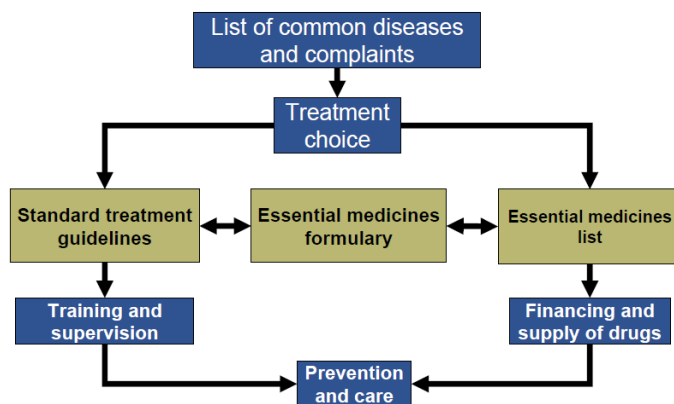 List of common diseases
and complaints
Treatment
choice
Standard treatment
guidelines
Essential medicines
formulary
Essential medicines
list
Training and
supervision
Financing and
supply of drugs
Prevention
and care